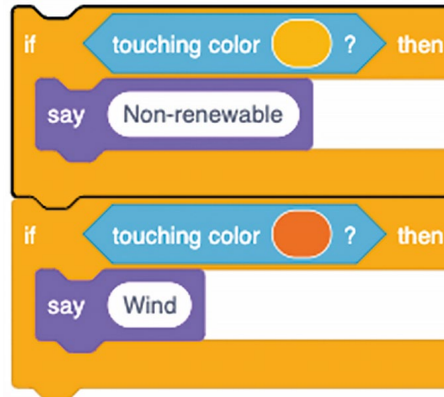 if touching color ? then
say Non-renewable
if touching color ? then
say Wind